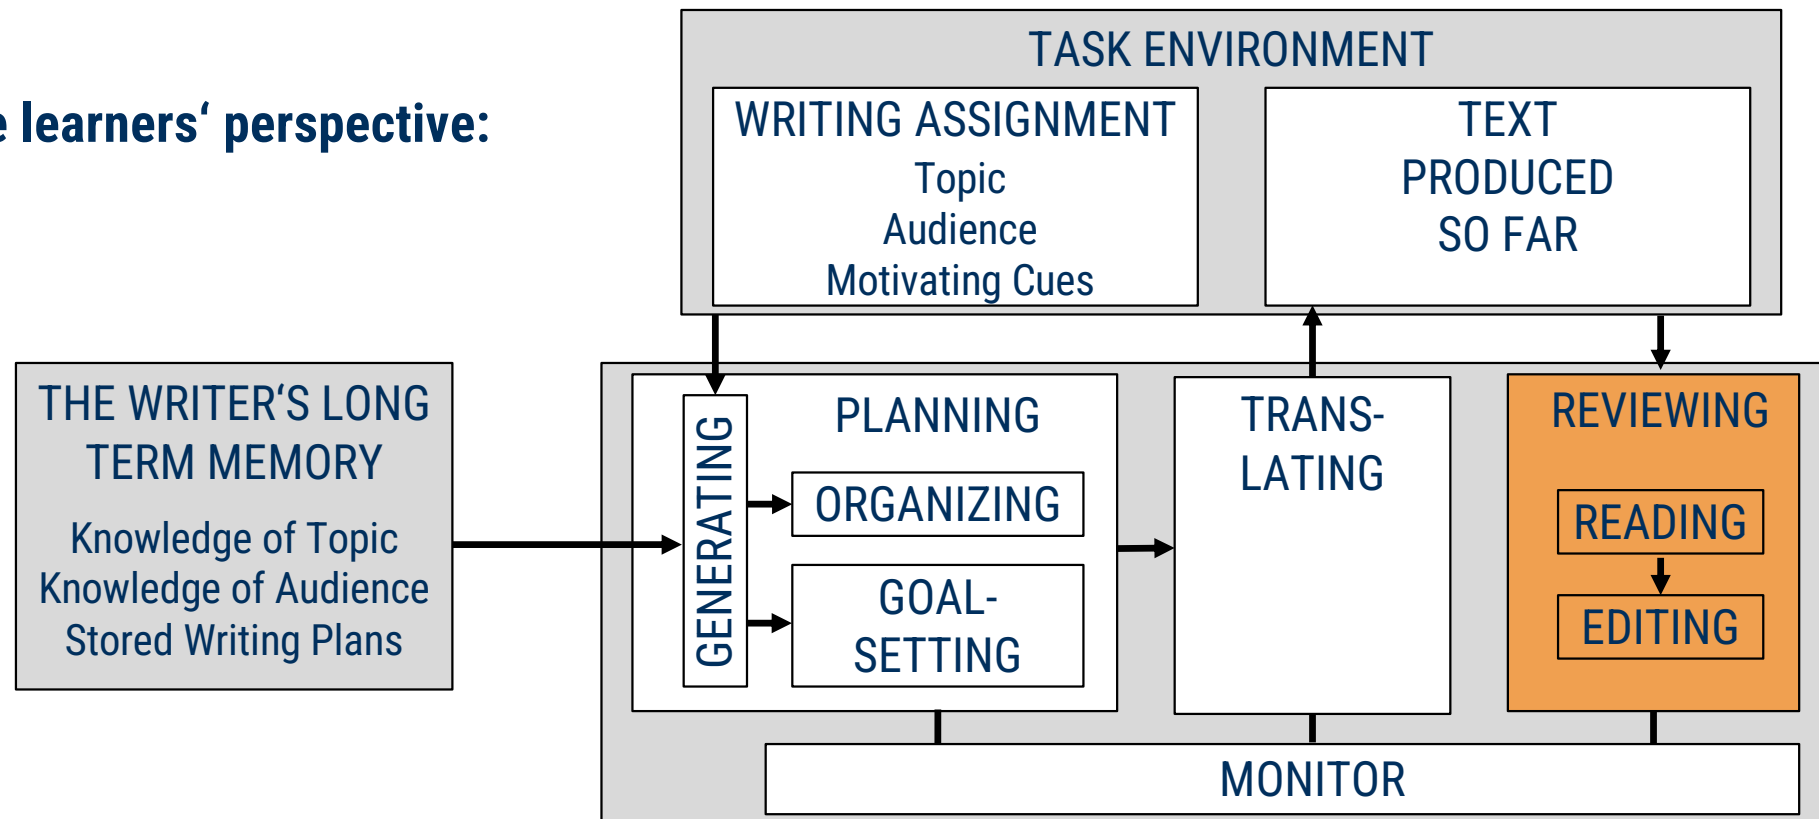 e learners‘ perspective:
TASK ENVIRONMENT
WRITING ASSIGNMENT
Topic
Audience
Motivating Cues
TEXT
PRODUCED
SO FAR
THE WRITER‘S LONG
TERM MEMORY
Knowledge of Topic
Knowledge of Audience
Stored Writing Plans
GENERATING
PLANNING
ORGANIZING
GOAL-
SETTING
TRANS-
LATING
REVIEWING
READING
EDITING
MONITOR